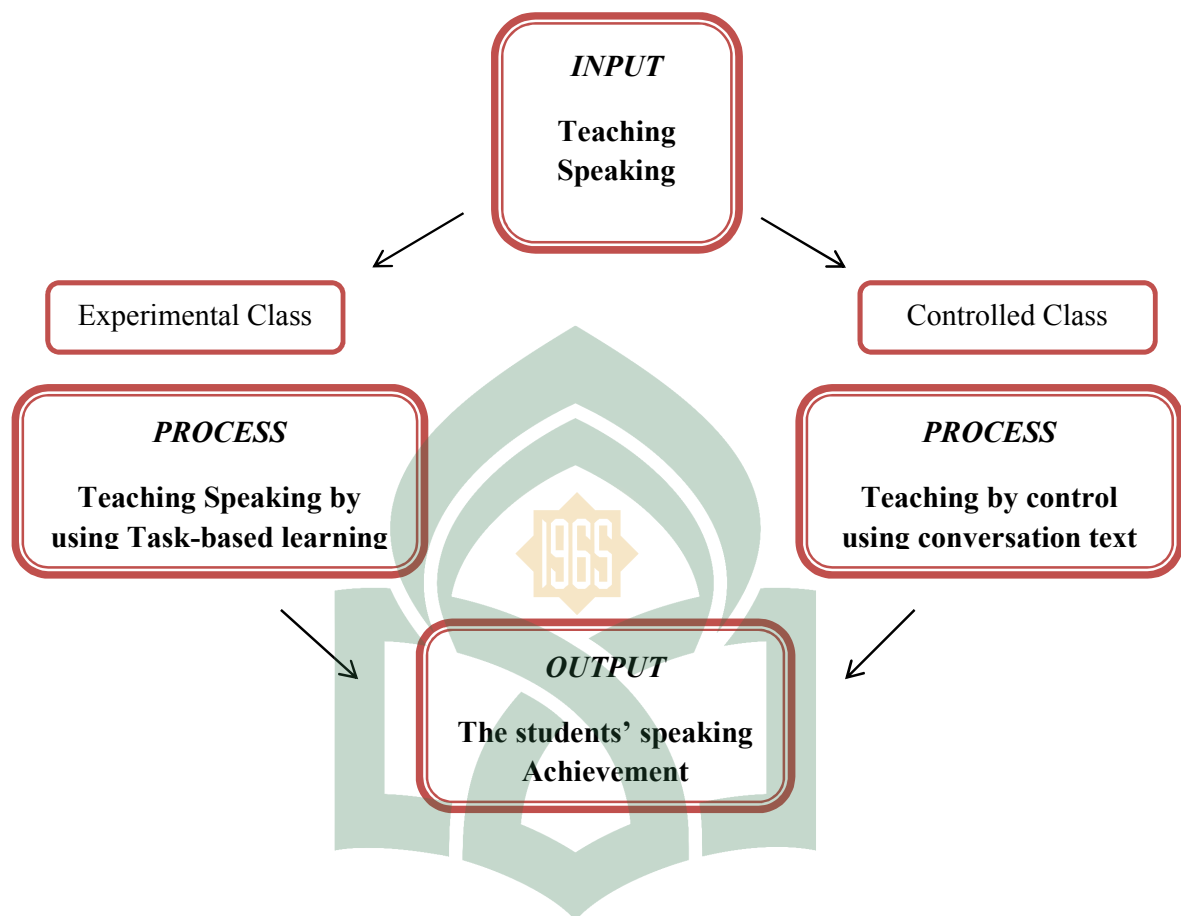 INPUT
Teaching
Speaking
Experimental Class
Controlled Class
PROCESS
Teaching Speaking by
using Task-based learning
PROCESS
Teaching by control
using conversation text
1965
OUTPUT
The students’ speaking
Achievement